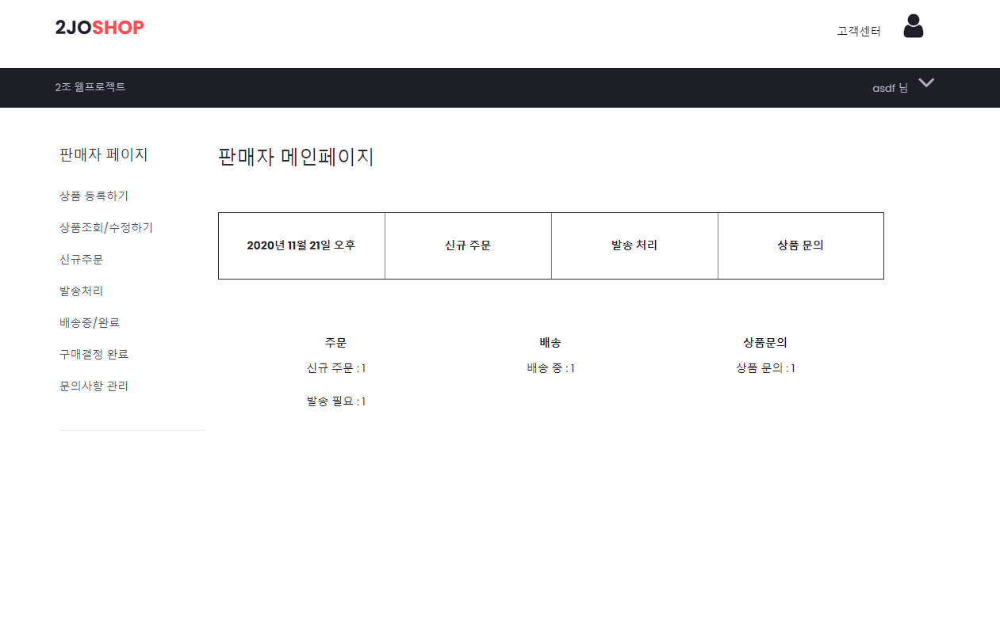 2JOSHOP
고객센터
2조 웹프로젝트
asdf 님
판매자 페이지
상품 등록하기
상품조회/수정하기
신규주문
발송처리
배송중/완료
구매결정 완료
문의사항 관리
판매자 메인페이지
2020년 11월 21일 오후
신규 주문
발송 처리
상품 문의
주문
신규 주문 : 1
발송 필요 : 1
배송
배송 중 : 1
상품문의
상품 문의 : 1